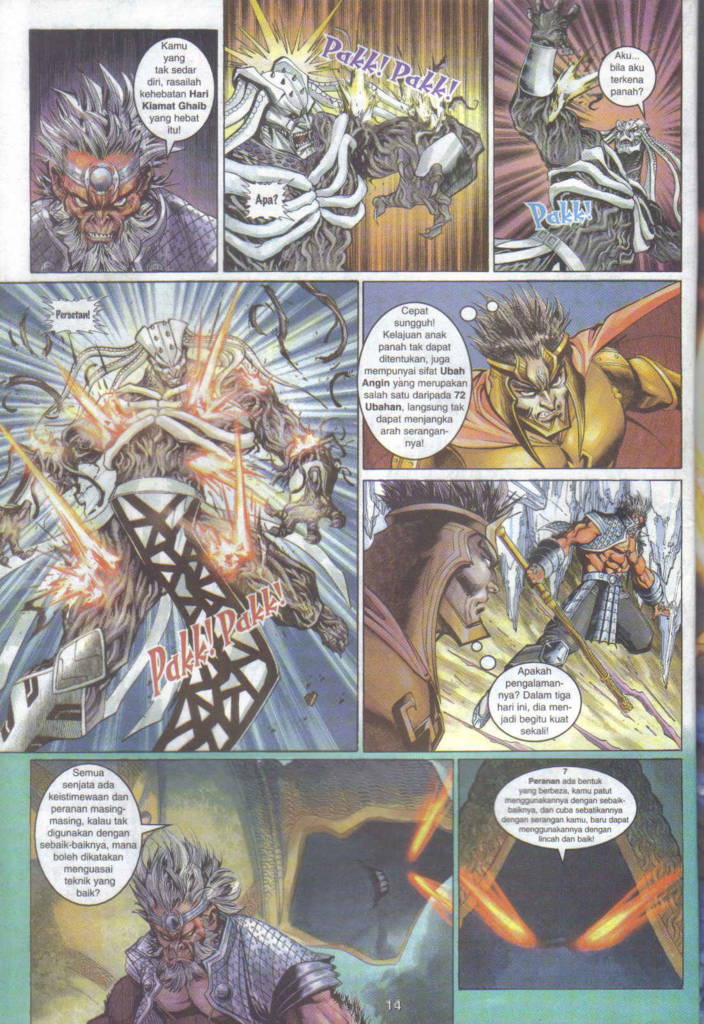 Kamu
yang
tak sedar
diri, rasailah
kehebatan Hari
Kiamat Ghaib
yang hebat
itu!
Pakk! Pakk!
Apa?
Aku...
bila aku
terkena
panah?
Pakk!
Persetan!
Pakk! Pakk!
Cepat
sungguh!
Kelajuan anak
panah tak dapat
ditentukan, juga
mempunyai sifat Ubah
Angin yang merupakan
salah satu daripada 72
Ubahan, langsung tak
dapat menjangka
arah serangan-
nya!
Apakah
pengalaman-
nya? Dalam tiga
hari ini, dia men-
jadi begitu kuat
sekali!
Semua
senjata ada
keistimewaan dan
peranan masing-
masing, kalau tak
digunakan dengan
sebaik-baiknya, mana
boleh dikatakan
menguasai
teknik yang
baik?
7
Peranan ada bentuk
yang berbeza, kamu patut
menggunakannya dengan sebaik-
baiknya, dan cuba sebatikannya
dengan serangan kamu, baru dapat
menggunakannya dengan
lincah dan baik!
14